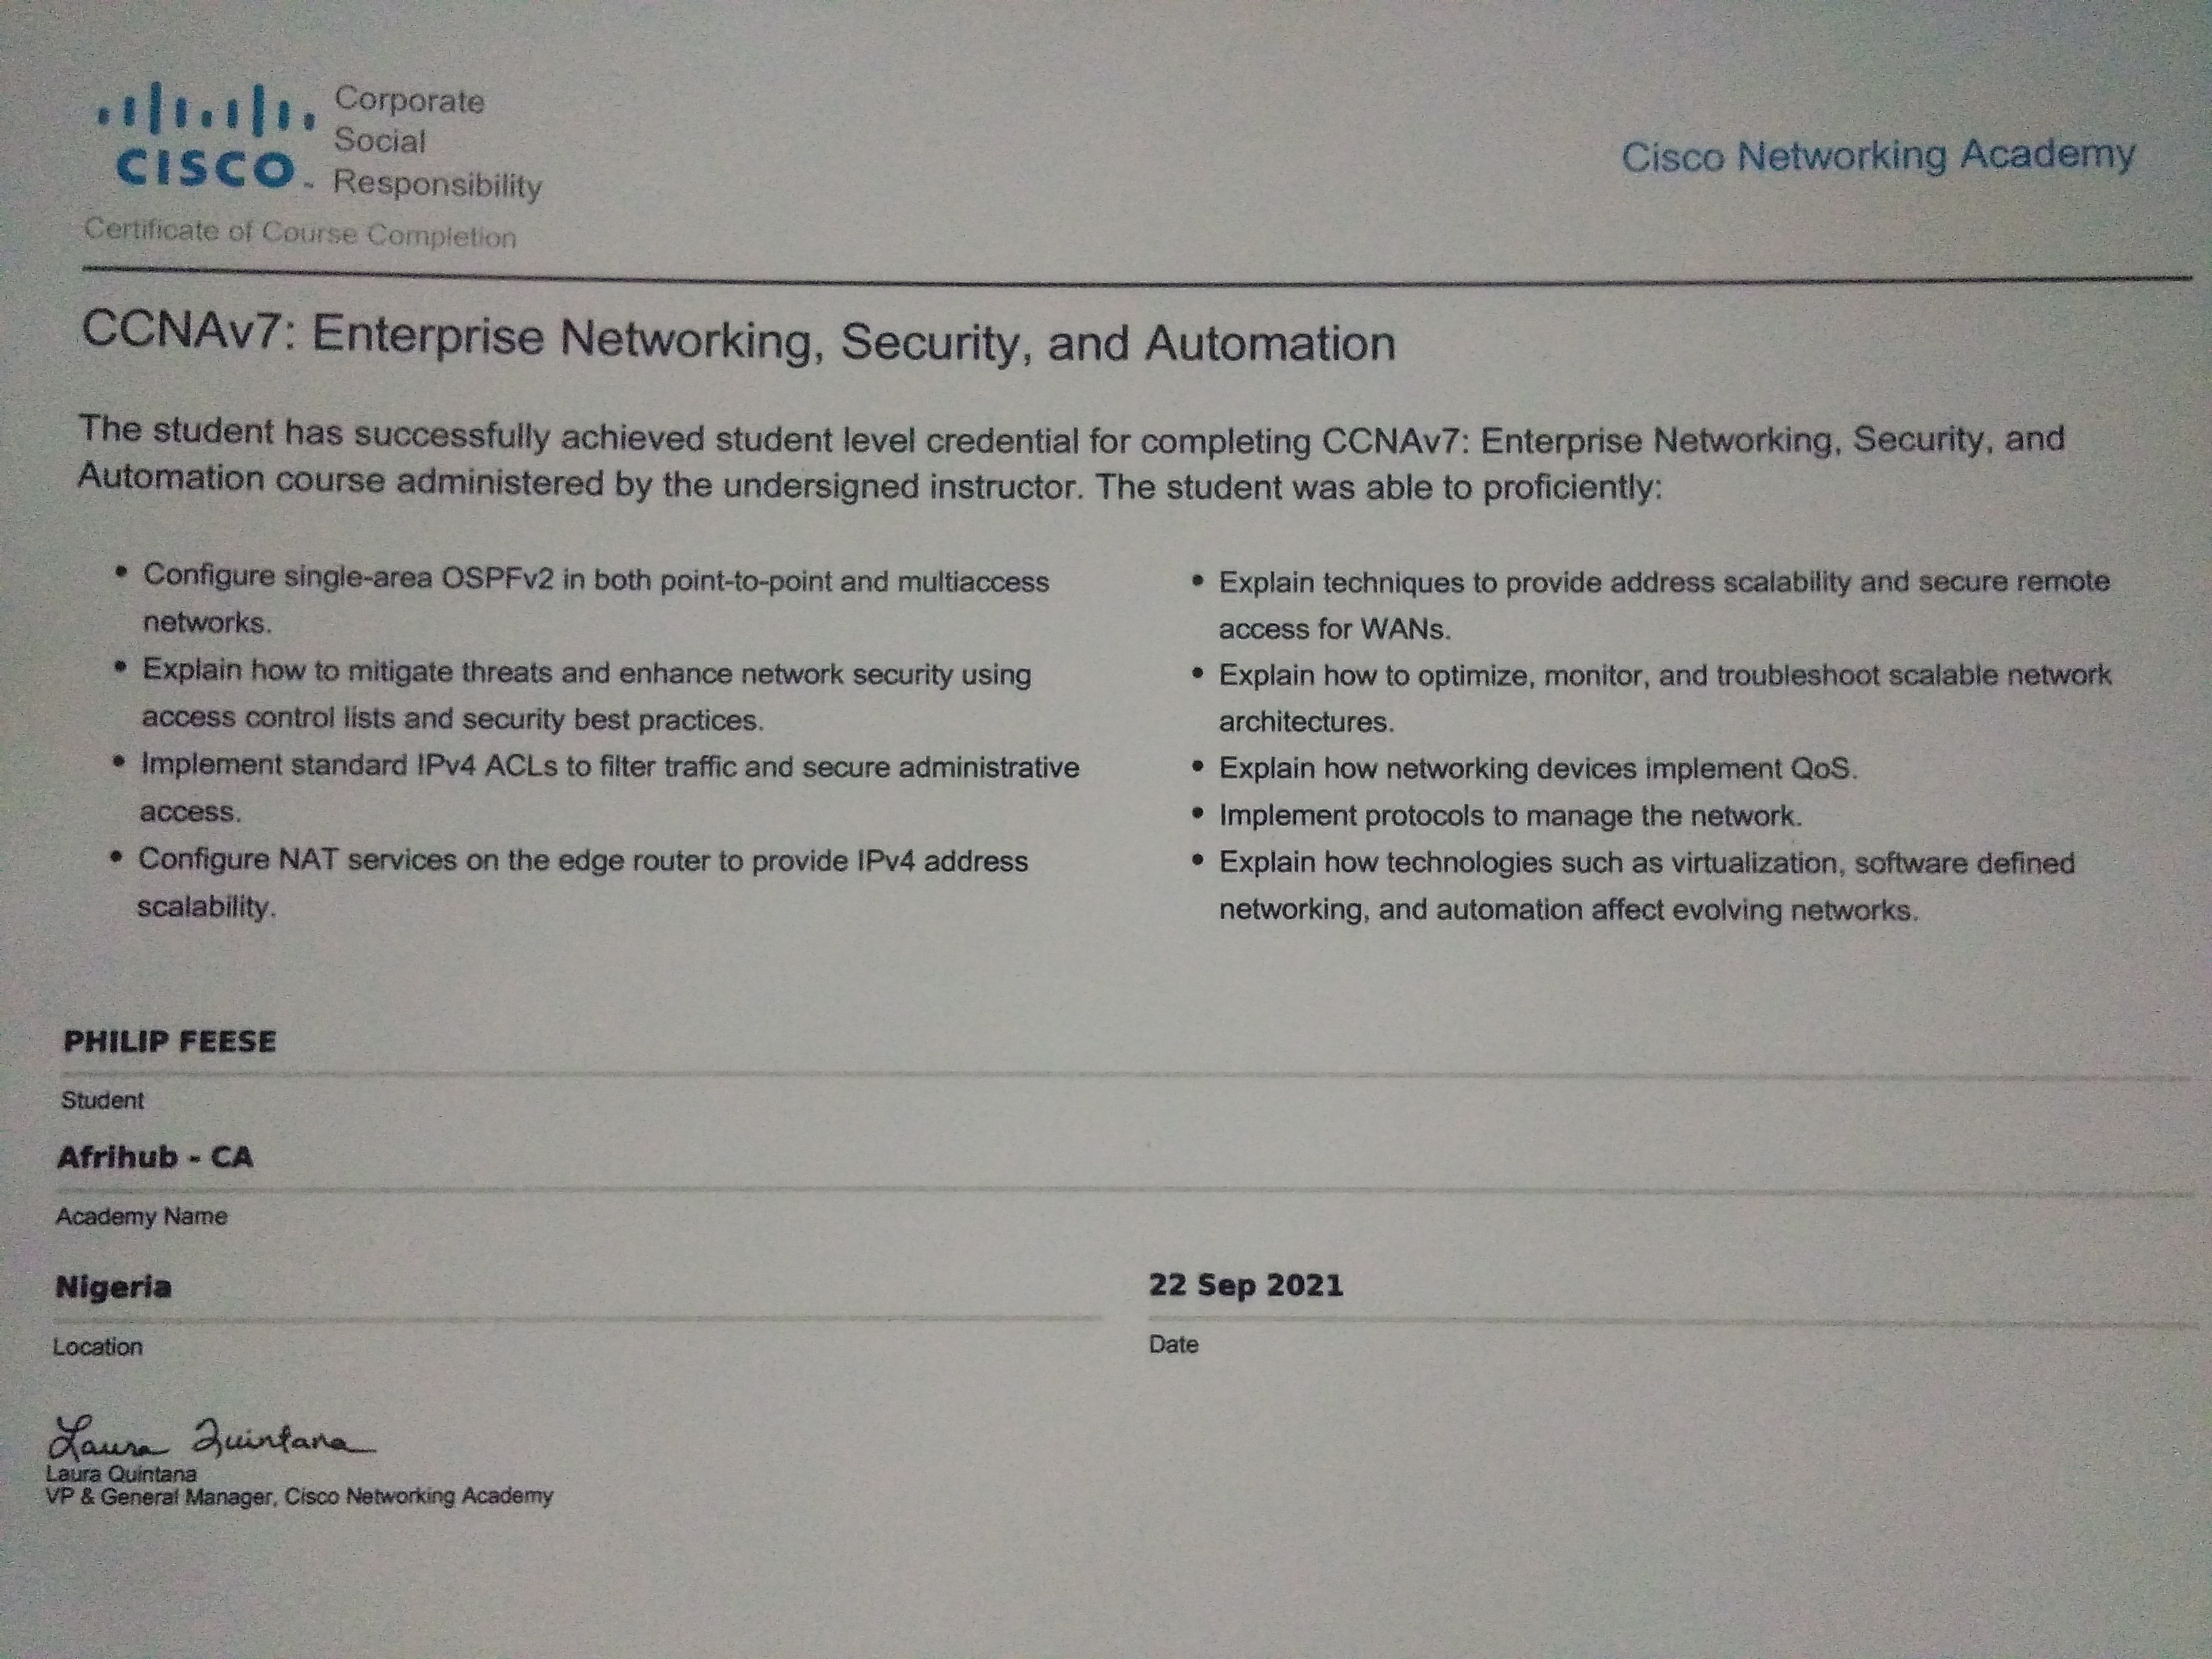 CISCO
Corporate
Social
Responsibility
Cisco Networking Academy
Certificate of Course Completion
CCNAv7: Enterprise Networking, Security, and Automation
The student has successfully achieved student level credential for completing CCNAv7: Enterprise Networking, Security, and
Automation course administered by the undersigned instructor. The student was able to proficiently:
• Configure single-area OSPFv2 in both point-to-point and multiaccess
networks.
• Explain how to mitigate threats and enhance network security using
access control lists and security best practices.
• Implement standard IPv4 ACLs to filter traffic and secure administrative
access.
• Configure NAT services on the edge router to provide IPv4 address
scalability.
• Explain techniques to provide address scalability and secure remote
access for WANs.
• Explain how to optimize, monitor, and troubleshoot scalable network
architectures.
• Explain how networking devices implement QoS.
• Implement protocols to manage the network.
• Explain how technologies such as virtualization, software defined
networking, and automation affect evolving networks.
PHILIP FEESE
Student
Afrihub - CA
Academy Name
Nigeria
Location
22 Sep 2021
Date
Laura Quintana
Laura Quintana
VP & General Manager, Cisco Networking Academy